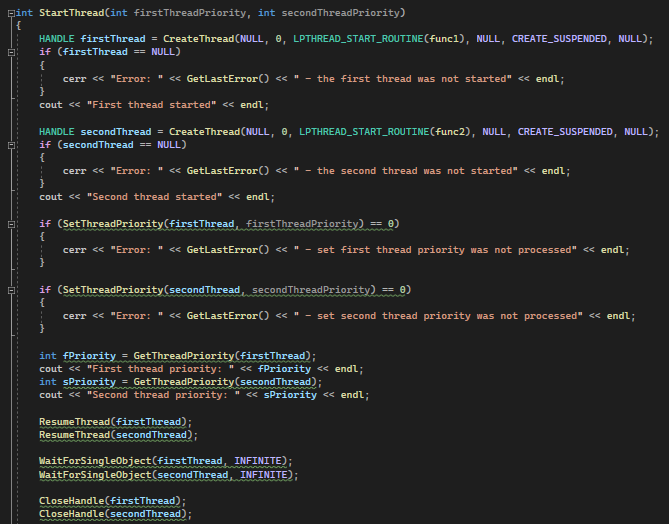 int StartThread(int firstThreadPriority, int secondThreadPriority)
{
HANDLE firstThread = CreateThread(NULL, 0, LPTHREAD_START_ROUTINE(func1), NULL, CREATE_SUSPENDED, NULL);
if (firstThread == NULL)
{
cerr << "Error: " << GetLastError() << " - the first thread was not started" << endl;
}
cout << "First thread started" << endl;
HANDLE secondThread = CreateThread(NULL, 0, LPTHREAD_START_ROUTINE(func2), NULL, CREATE_SUSPENDED, NULL);
if (secondThread == NULL)
{
cerr << "Error: " << GetLastError() << " - the second thread was not started" << endl;
}
cout << "Second thread started" << endl;
if (SetThreadPriority(firstThread, firstThreadPriority) == 0)
{
cerr << "Error: " << GetLastError() << " - set first thread priority was not processed" << endl;
}
if (SetThreadPriority(secondThread, secondThreadPriority) == 0)
{
cerr << "Error: " << GetLastError() << " - set second thread priority was not processed" << endl;
}
int fPriority = GetThreadPriority(firstThread);
cout << "First thread priority: " << fPriority << endl;
int sPriority = GetThreadPriority(secondThread);
cout << "Second thread priority: " << sPriority << endl;
ResumeThread(firstThread);
ResumeThread(secondThread);
WaitForSingleObject(firstThread, INFINITE);
WaitForSingleObject(secondThread, INFINITE);
CloseHandle(firstThread);
CloseHandle(secondThread);